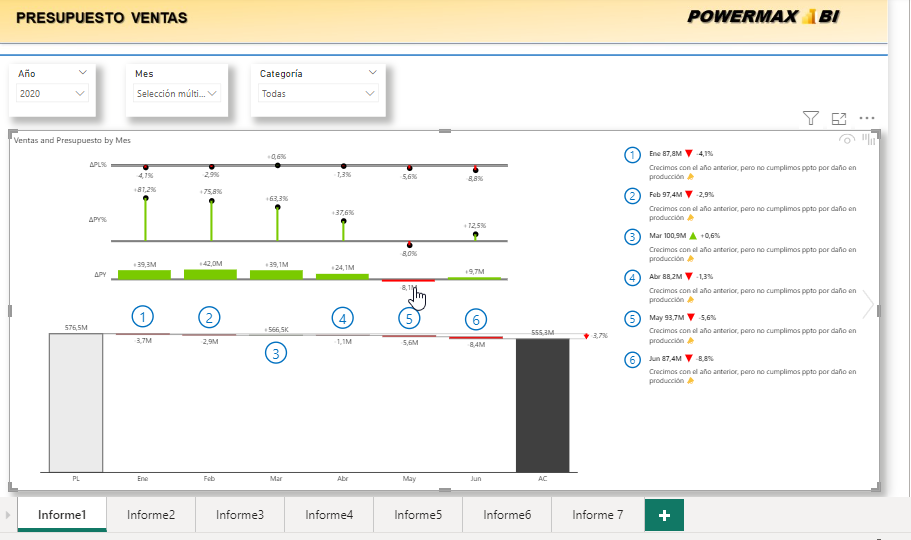 PRESUPUESTO VENTAS
POWERMAX BI
Año
2020
Mes
Selección múlti...
Categoría
Todas
Ventas and Presupuesto by Mes
ΔPL%
-4,1%
-2,9%
+0,6%
-1,3%
-5,6%
-8,8%
ΔPY%
+81,2%
+75,8%
+63,3%
+37,6%
-8,0%
+12,5%
ΔPY
+39,3M
+42,0M
+39,1M
+24,1M
-8,1M
+9,7M
1
2
3
4
5
6
576,5M
-3,7M
-2,9M
+566,5K
-1,1M
-5,6M
-8,4M
555,3M
-3,7%
PL
Ene
Feb
Mar
Abr
May
Jun
AC
1
Ene 87,8M -4,1%
Crecimos con el año anterior, pero no cumplimos ppto por daño en
producción
2
Feb 97,4M -2,9%
Crecimos con el año anterior, pero no cumplimos ppto por daño en
producción
3
Mar 100,9M +0,6%
Crecimos con el año anterior, pero no cumplimos ppto por daño en
producción
4
Abr 88,2M -1,3%
Crecimos con el año anterior, pero no cumplimos ppto por daño en
producción
5
May 93,7M -5,6%
Crecimos con el año anterior, pero no cumplimos ppto por daño en
producción
6
Jun 87,4M -8,8%
Crecimos con el año anterior, pero no cumplimos ppto por daño en
producción
Informe1
Informe2
Informe3
Informe4
Informe5
Informe6
Informe 7
+